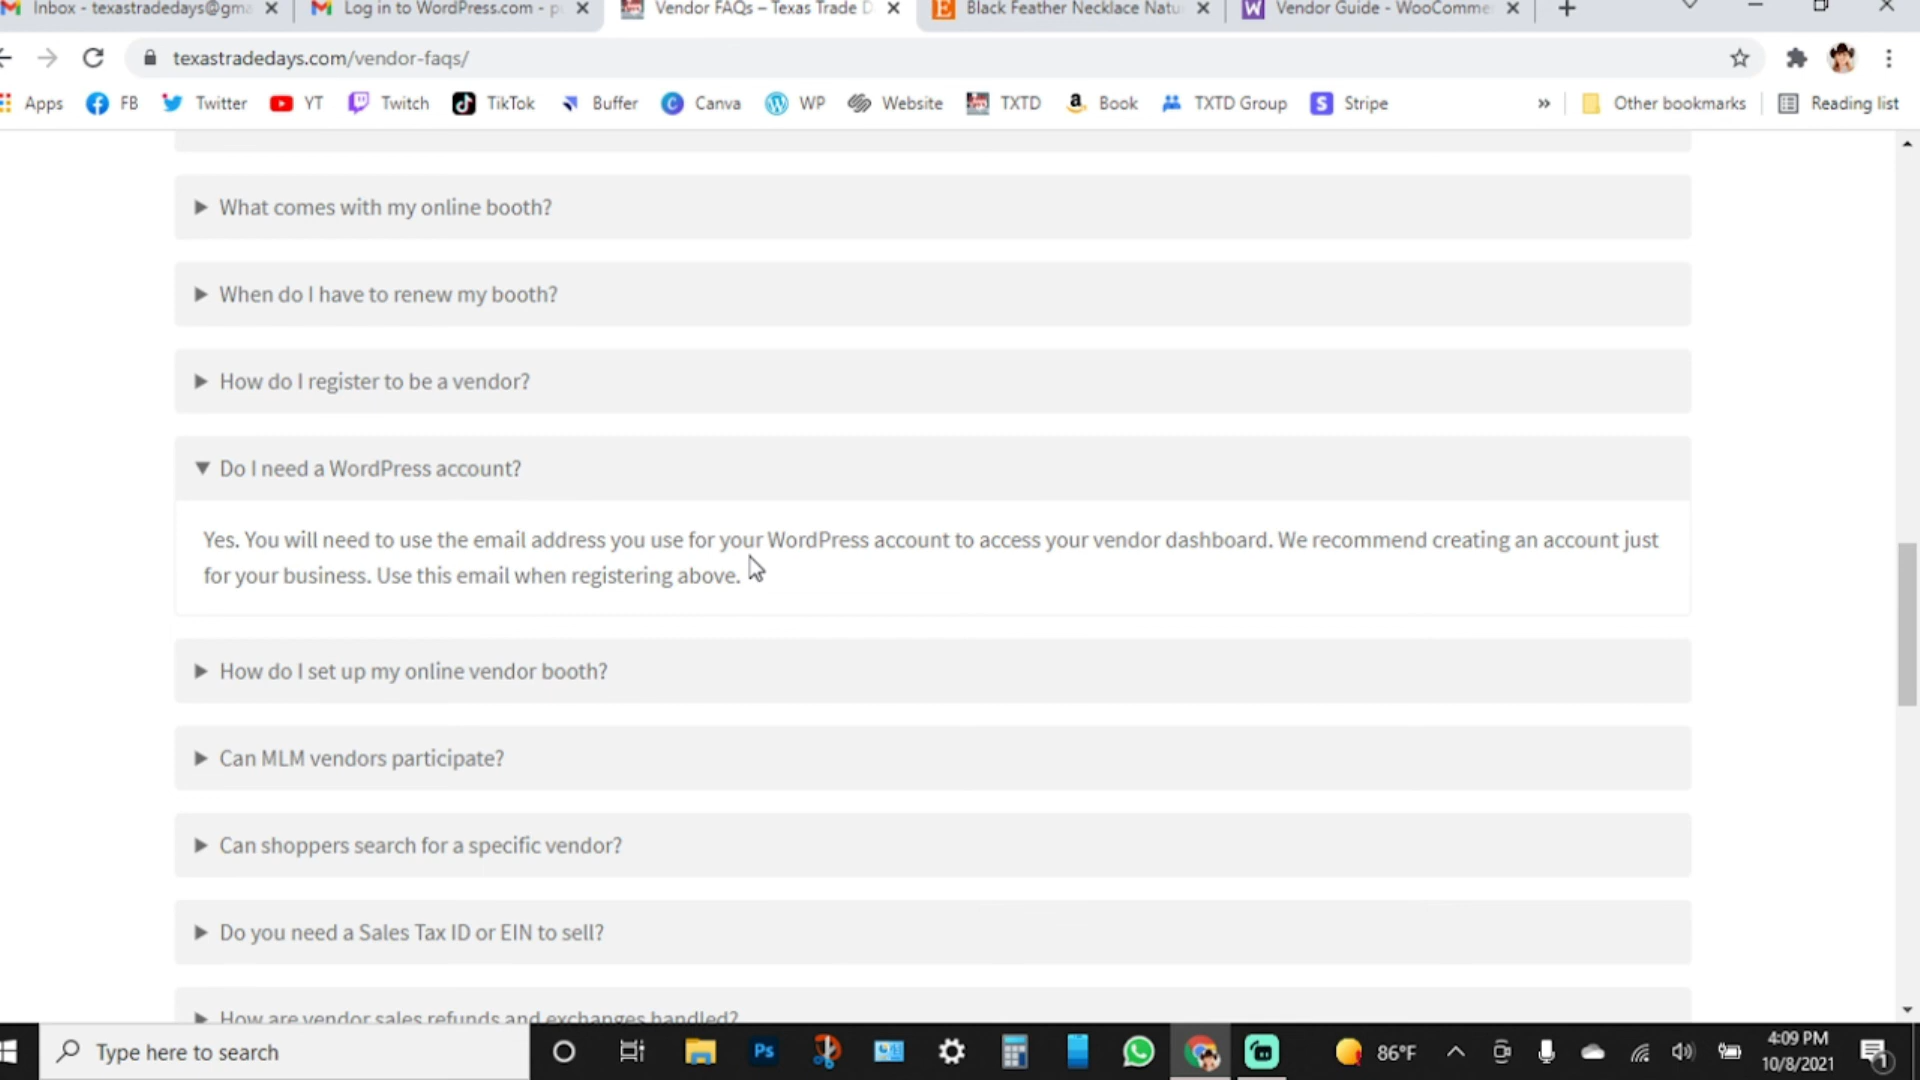 Inbox - texastradedays@gma
Log in to WordPress.com - p
Vendor FAQs – Texas Trade D
Black Feather Necklace Natu
Vendor Guide - WooComme
texastradedays.com/vendor-faqs/
Apps FB Twitter YT Twitch TikTok Buffer Canva WP Website TXTD Book TXTD Group Stripe » Other bookmarks Reading list
What comes with my online booth?
When do I have to renew my booth?
How do I register to be a vendor?
Do I need a WordPress account?
Yes. You will need to use the email address you use for your WordPress account to access your vendor dashboard. We recommend creating an account just
for your business. Use this email when registering above.
How do I set up my online vendor booth?
Can MLM vendors participate?
Can shoppers search for a specific vendor?
Do you need a Sales Tax ID or EIN to sell?
How are vendor sales refunds and exchanges handled?
Type here to search
Ps
86°F
4:09 PM
10/8/2021
1